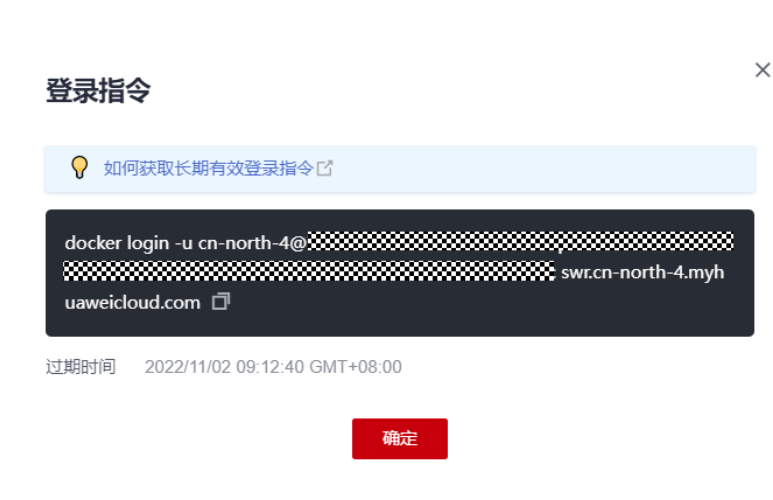 登录指令
如何获取长期有效登录指令
docker login -u cn-north-4@
swr.cn-north-4.myh
uaweicloud.com
过期时间 2022/11/02 09:12:40 GMT+08:00
确定